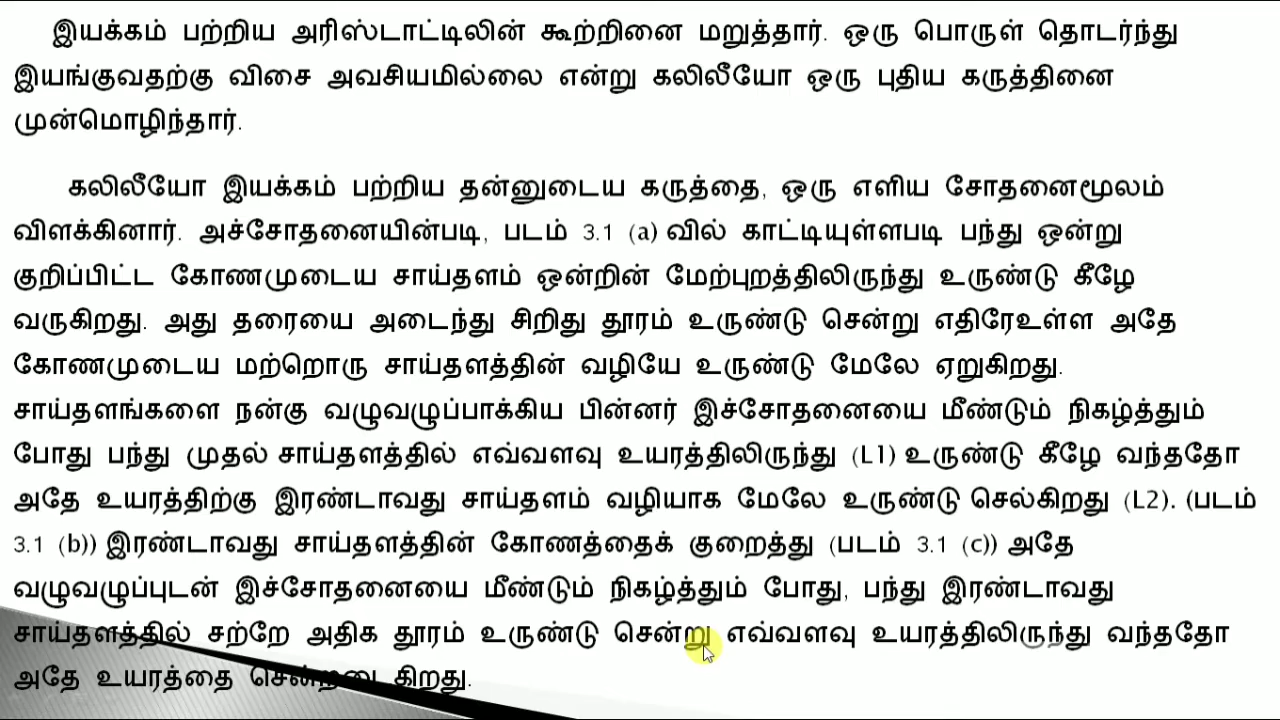 இயக்கம் பற்றிய அரிஸ்டாட்டிலின் கூற்றினை மறுத்தார். ஒரு பொருள் தொடர்ந்து
இயங்குவதற்கு விசை அவசியமில்லை என்று கலிலீயோ ஒரு புதிய கருத்தினை
முன்மொழிந்தார்.
கலிலீயோ இயக்கம் பற்றிய தன்னுடைய கருத்தை, ஒரு எளிய சோதனைமூலம்
விளக்கினார். அச்சோதனையின்படி, படம் 3.1 (a) வில் காட்டியுள்ளபடி பந்து ஒன்று
குறிப்பிட்ட கோணமுடைய சாய்தளம் ஒன்றின் மேற்புறத்திலிருந்து உருண்டு கீழே
வருகிறது. அது தரையை அடைந்து சிறிது தூரம் உருண்டு சென்று எதிரேஉள்ள அதே
கோணமுடைய மற்றொரு சாய்தளத்தின் வழியே உருண்டு மேலே ஏறுகிறது.
சாய்தளங்களை நன்கு வழுவழுப்பாக்கிய பின்னர் இச்சோதனையை மீண்டும் நிகழ்த்தும்
போது பந்து முதல் சாய்தளத்தில் எவ்வளவு உயரத்திலிருந்து (L1) உருண்டு கீழே வந்ததோ
அதே உயரத்திற்கு இரண்டாவது சாய்தளம் வழியாக மேலே உருண்டு செல்கிறது (L2). (படம்
3.1 (b)) இரண்டாவது சாய்தளத்தின் கோணத்தைக் குறைத்து (படம் 3.1 (c)) அதே
வழுவழுப்புடன் இச்சோதனையை மீண்டும் நிகழ்த்தும் போது, பந்து இரண்டாவது
சாய்தளத்தில் சற்றே அதிக தூரம் உருண்டு சென்று எவ்வளவு உயரத்திலிருந்து வந்ததோ
அதே உயரத்தை கிறது.